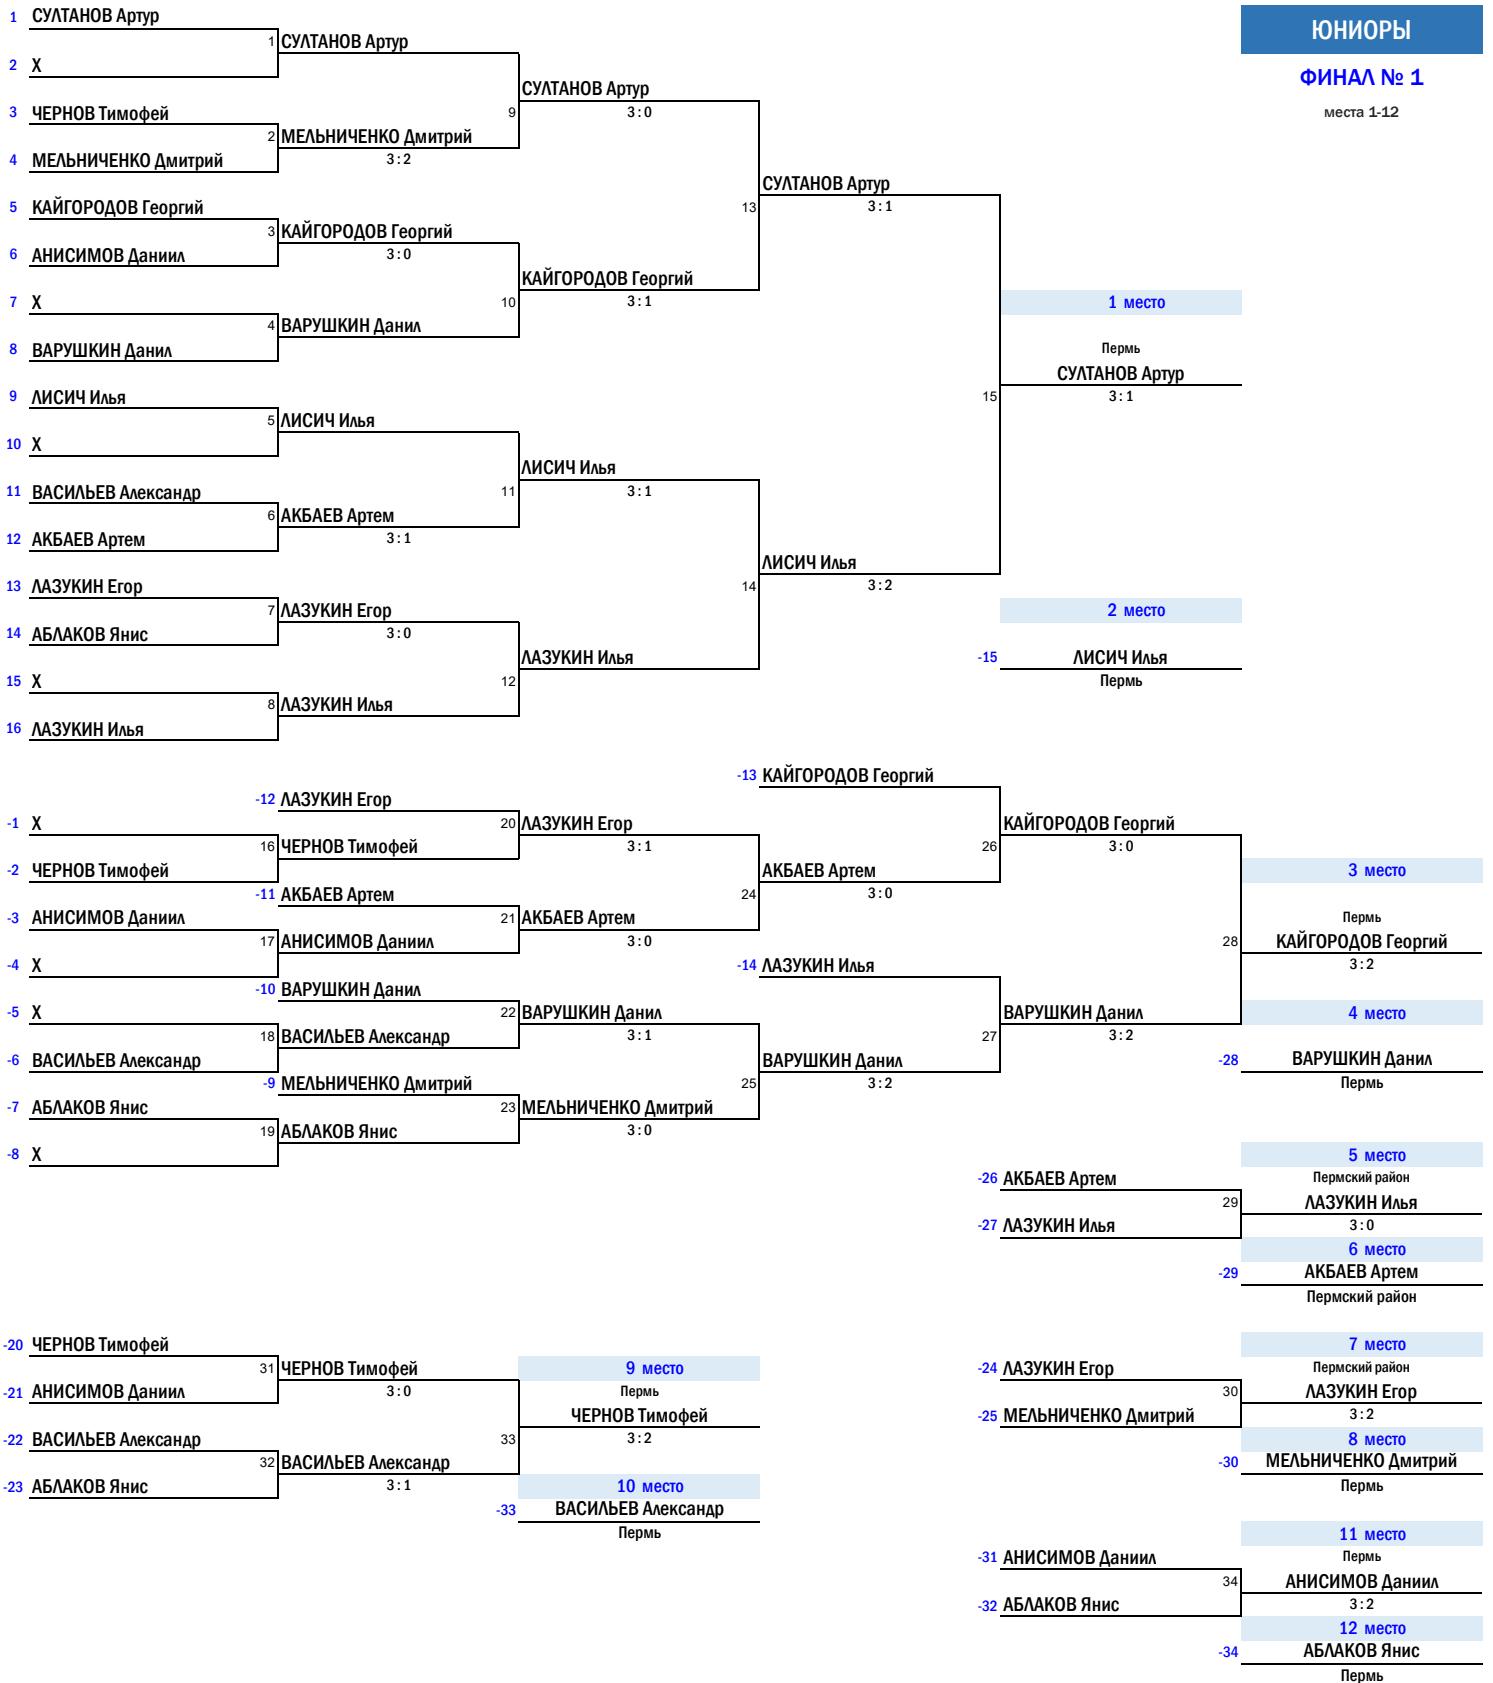 1 СУЛТАНОВ Артур
ЮНИОРЫ
1 СУЛТАНОВ Артур
2 X
ФИНАЛ № 1
СУЛТАНОВ Артур
3 ЧЕРНОВ Тимофей
9
3:0
места 1-12
2 МЕЛЬНИЧЕНКО Дмитрий
4 МЕЛЬНИЧЕНКО Дмитрий
3:2
СУЛТАНОВ Артур
5 КАЙГОРОДОВ Георгий
13
3:1
3 КАЙГОРОДОВ Георгий
6 АНИСИМОВ Даниил
3:0
КАЙГОРОДОВ Георгий
7 X
10
3:1
1 место
4 ВАРУШКИН Данил
8 ВАРУШКИН Данил
Пермь
СУЛТАНОВ Артур
9 ЛИСИЧ Илья
15
3:1
5 ЛИСИЧ Илья
10 X
ЛИСИЧ Илья
11 ВАСИЛЬЕВ Александр
11
3:1
6 АКБАЕВ Артем
12 АКБАЕВ Артем
3:1
ЛИСИЧ Илья
13 ЛАЗУКИН Егор
14
3:2
7 ЛАЗУКИН Егор
2 место
14 АБЛАКОВ Янис
3:0
ЛАЗУКИН Илья
-15 ЛИСИЧ Илья
15 X
12
Пермь
8 ЛАЗУКИН Илья
16 ЛАЗУКИН Илья
-13 КАЙГОРОДОВ Георгий
-12 ЛАЗУКИН Егор
-1 X
20 ЛАЗУКИН Егор
КАЙГОРОДОВ Георгий
16 ЧЕРНОВ Тимофей
3:1
26
3:0
-2 ЧЕРНОВ Тимофей
АКБАЕВ Артем
3 место
-11 АКБАЕВ Артем
24
3:0
-3 АНИСИМОВ Даниил
21 АКБАЕВ Артем
Пермь
17 АНИСИМОВ Даниил
3:0
28 КАЙГОРОДОВ Георгий
-4 X
-14 ЛАЗУКИН Илья
3:2
-10 ВАРУШКИН Данил
-5 X
22 ВАРУШКИН Данил
ВАРУШКИН Данил
4 место
18 ВАСИЛЬЕВ Александр
3:1
27
3:2
-6 ВАСИЛЬЕВ Александр
ВАРУШКИН Данил
-28 ВАРУШКИН Данил
-9 МЕЛЬНИЧЕНКО Дмитрий
25
3:2
Пермь
-7 АБЛАКОВ Янис
23 МЕЛЬНИЧЕНКО Дмитрий
19 АБЛАКОВ Янис
3:0
-8 X
5 место
-26 АКБАЕВ Артем
Пермский район
29 ЛАЗУКИН Илья
-27 ЛАЗУКИН Илья
3:0
6 место
-29 АКБАЕВ Артем
Пермский район
-20 ЧЕРНОВ Тимофей
7 место
31 ЧЕРНОВ Тимофей
9 место
-24 ЛАЗУКИН Егор
Пермский район
-21 АНИСИМОВ Даниил
3:0
Пермь
30 ЛАЗУКИН Егор
ЧЕРНОВ Тимофей
-25 МЕЛЬНИЧЕНКО Дмитрий
3:2
-22 ВАСИЛЬЕВ Александр
33
3:2
8 место
32 ВАСИЛЬЕВ Александр
-30 МЕЛЬНИЧЕНКО Дмитрий
-23 АБЛАКОВ Янис
3:1
10 место
Пермь
-33 ВАСИЛЬЕВ Александр
Пермь
11 место
-31 АНИСИМОВ Даниил
Пермь
34 АНИСИМОВ Даниил
-32 АБЛАКОВ Янис
3:2
12 место
-34 АБЛАКОВ Янис
Пермь